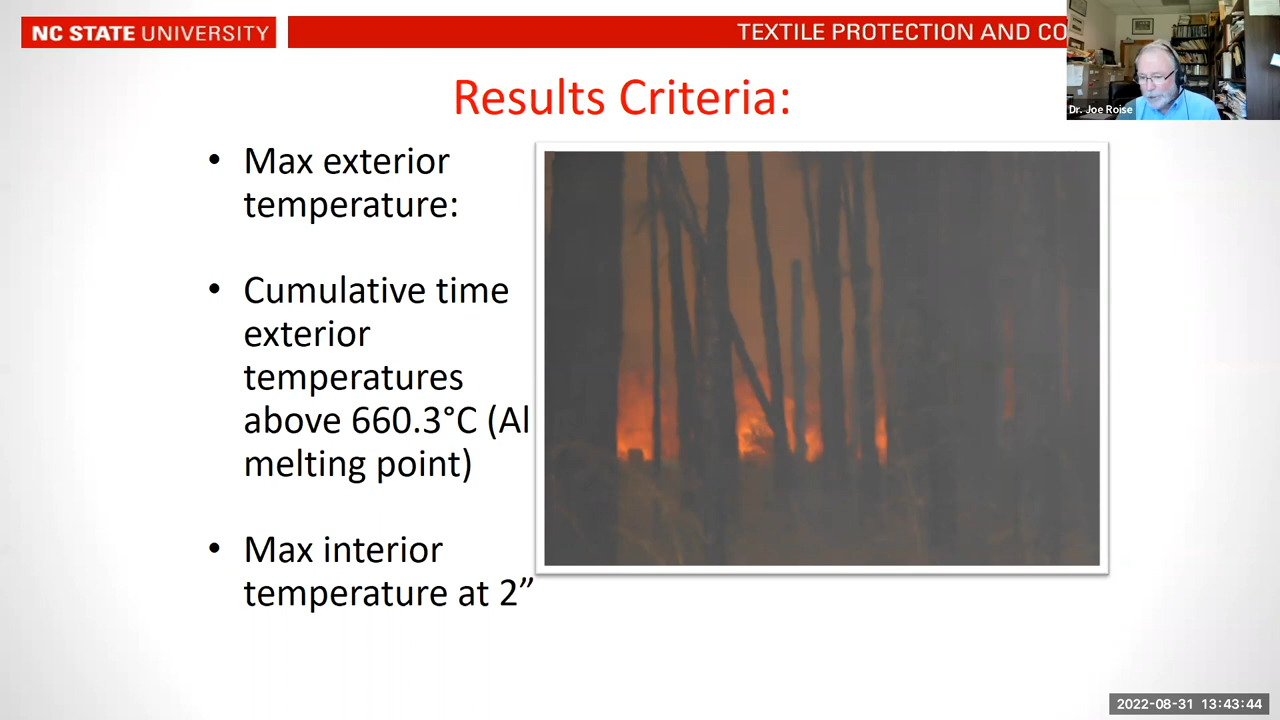 NC STATE UNIVERSITY
TEXTILE PROTECTION AND CO
Dr. Joe Roise
Results Criteria:
• Max exterior
temperature:
• Cumulative time
exterior
temperatures
above 660.3°C (Al
melting point)
• Max interior
temperature at 2”
2022-08-31 13:43:44